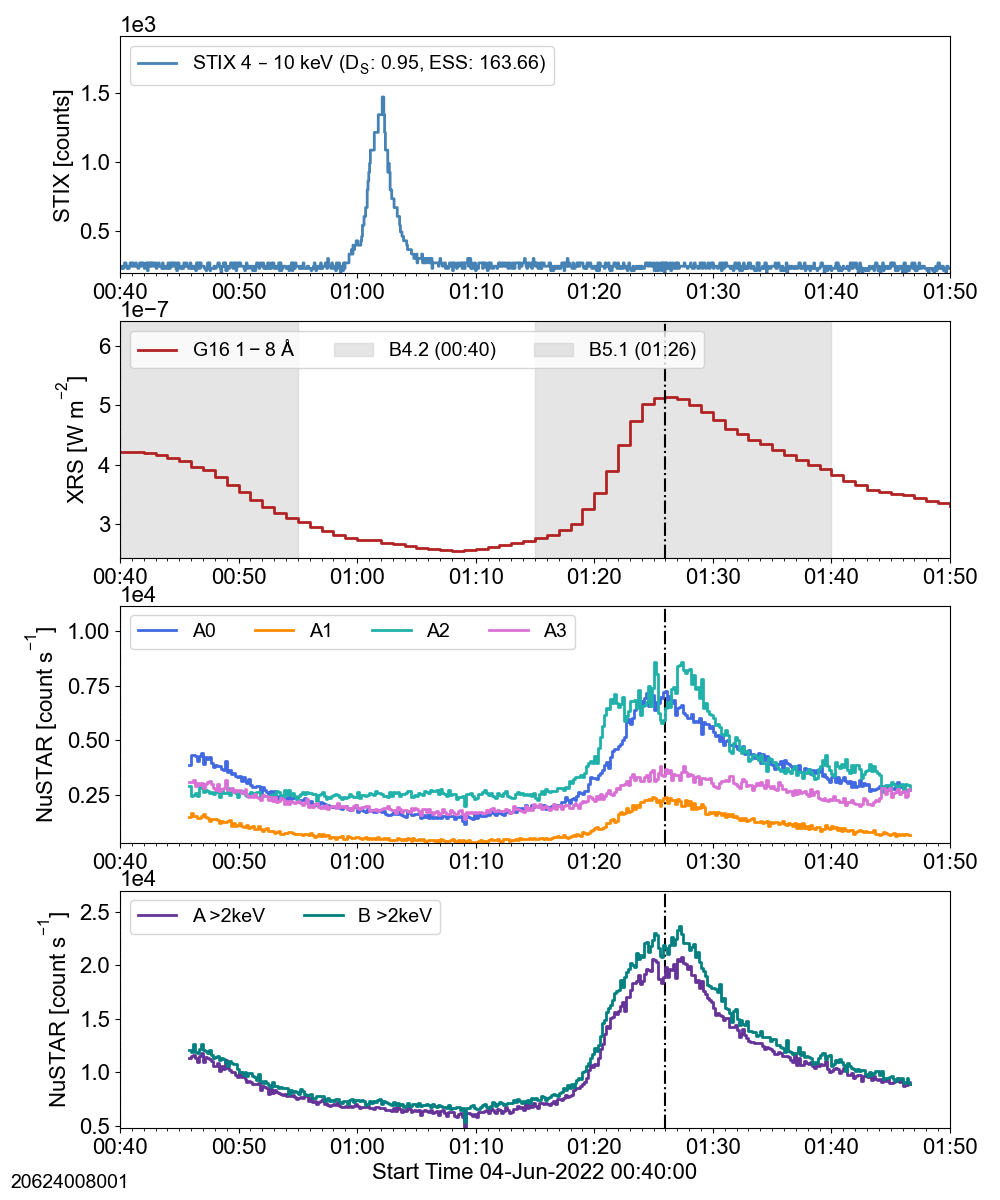 1e3
STIX 4 – 10 keV (DS: 0.95, ESS: 163.66)
STIX [counts]
1.5
1.0
0.5
00:40 00:50 01:00 01:10 01:20 01:30 01:40 01:50
1e−7
G16 1 – 8 Å B4.2 (00:40) B5.1 (01:26)
XRS [W m−2]
6
5
4
3
00:40 00:50 01:00 01:10 01:20 01:30 01:40 01:50
1e4
A0 A1 A2 A3
NuSTAR [count s−1]
1.00
0.75
0.50
0.25
00:40 00:50 01:00 01:10 01:20 01:30 01:40 01:50
1e4
A >2keV B >2keV
NuSTAR [count s−1]
2.5
2.0
1.5
1.0
0.5
00:40 00:50 01:00 01:10 01:20 01:30 01:40 01:50
Start Time 04-Jun-2022 00:40:00
20624008001